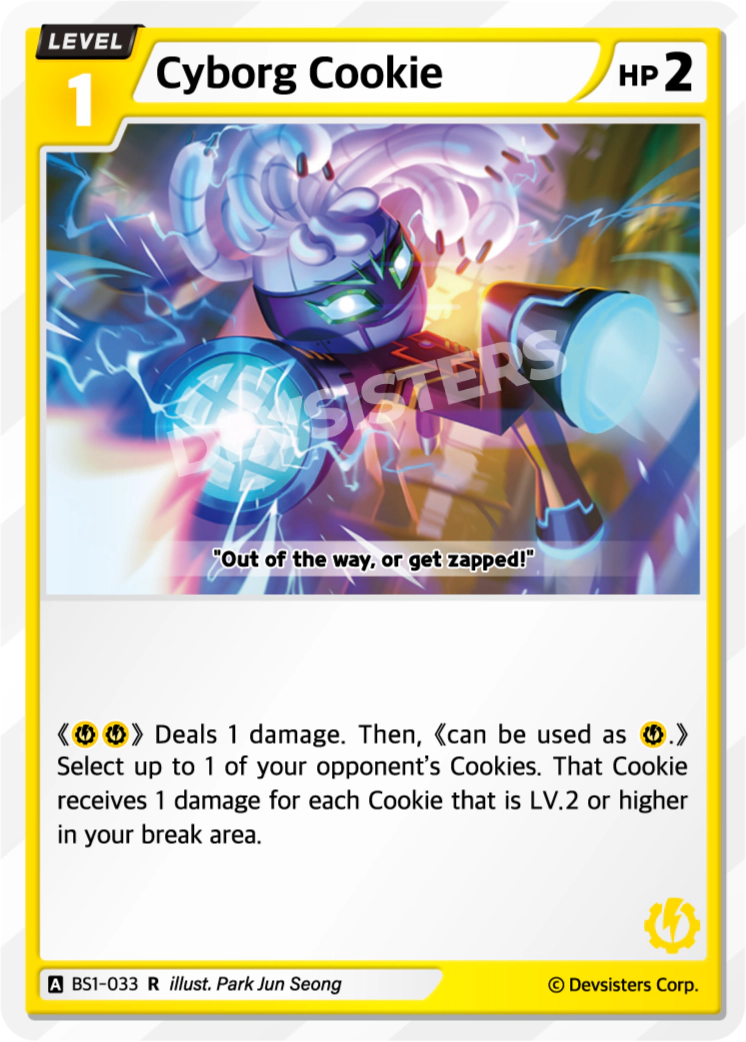 LEVEL
1
Cyborg Cookie
HP 2
DEVSISTERS
"Out of the way, or get zapped!"
《》 Deals 1 damage. Then, 《can be used as .》
Select up to 1 of your opponent's Cookies. That Cookie
receives 1 damage for each Cookie that is LV.2 or higher
in your break area.
A BS1-033 R illust. Park Jun Seong
© Devsisters Corp.